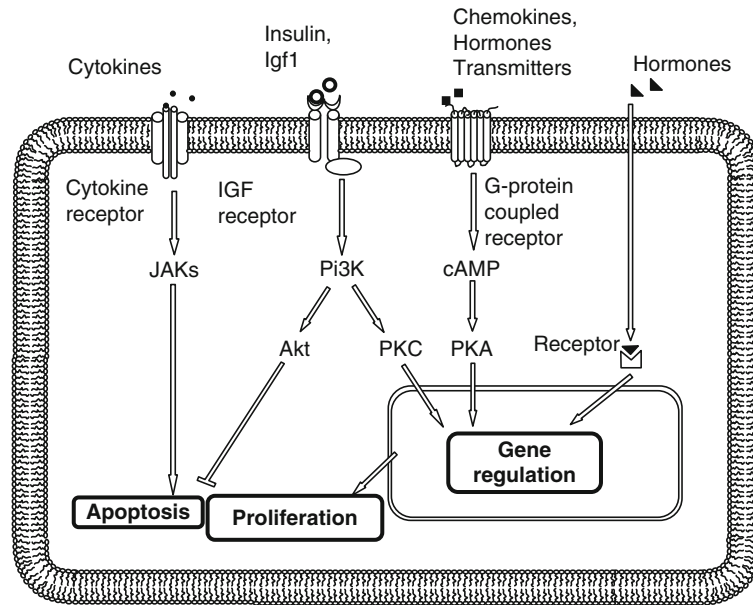 Cytokines
Insulin,
Igf1
Chemokines,
Hormones
Transmitters
Hormones
Cytokine
receptor
IGF
receptor
G-protein
coupled
receptor
JAKs
Pi3K
cAMP
Akt
PKC
PKA
Receptor
Gene
regulation
Apoptosis
Proliferation